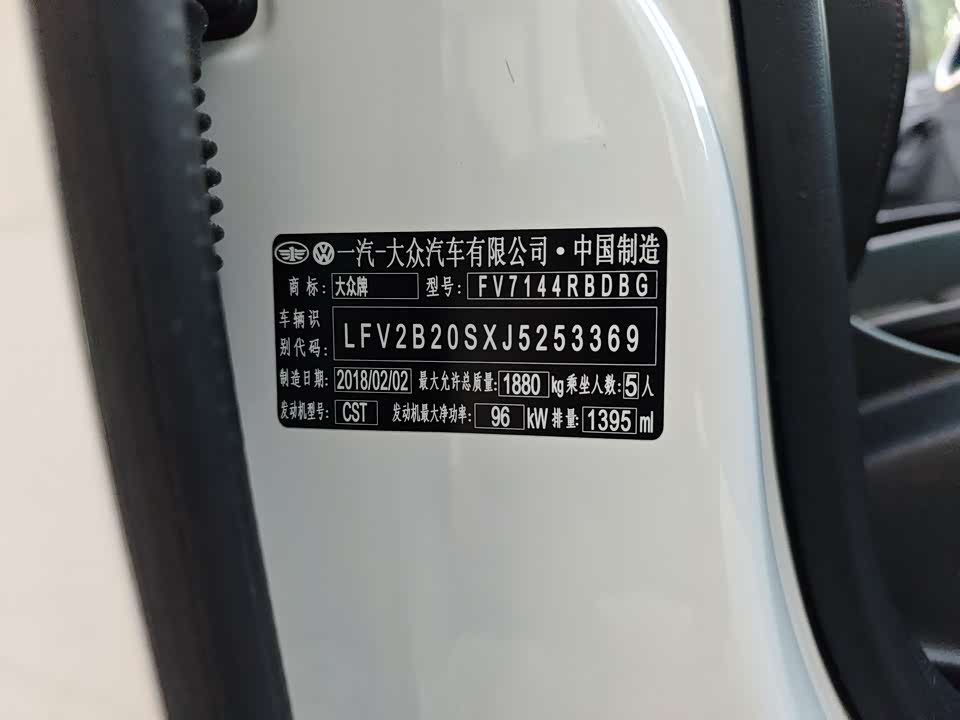 一汽-大众汽车有限公司·中国制造
商标: 大众牌 型号: FV7144RBDBG
车辆识别代码: LFV2B20SXJ5253369
制造日期: 2018/02/02 最大允许总质量: 1880 kg 乘坐人数: 5 人
发动机型号: CST 发动机最大净功率: 96 kW 排量: 1395 ml